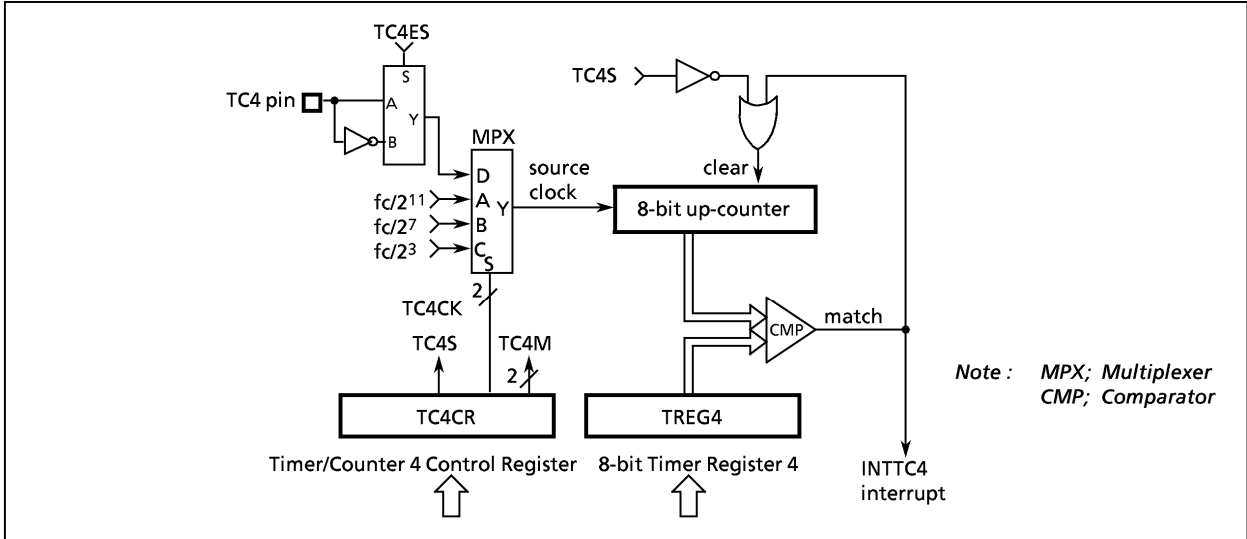 TC4ES
S
TC4 pin
A
Y
B
TC4S
MPX
D
fc/2¹¹
A
Y
fc/2⁷
B
fc/2³
C
S
source
clock
clear
8-bit up-counter
2
TC4CK
TC4S
TC4M
2
CMP
match
TC4CR
TREG4
Note : MPX; Multiplexer
CMP; Comparator
Timer/Counter 4 Control Register
8-bit Timer Register 4
INTTC4
interrupt